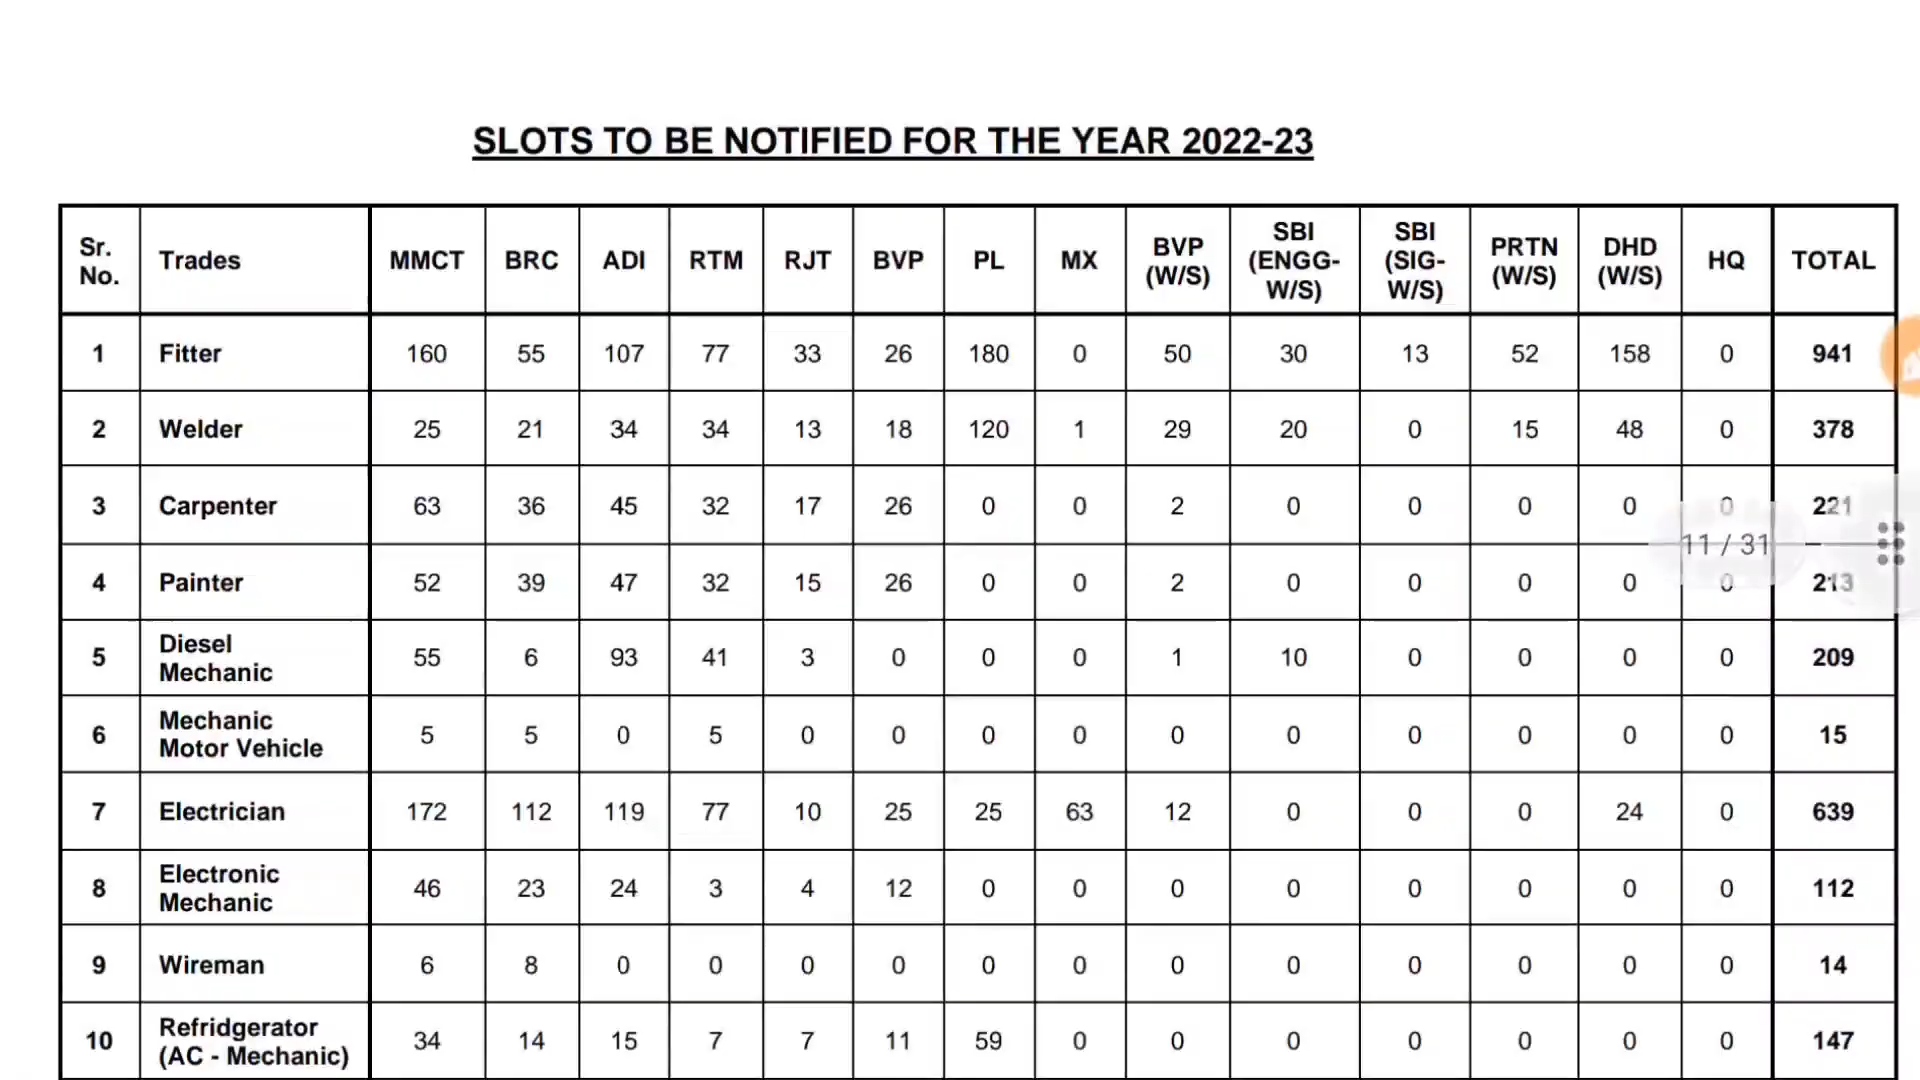 SLOTS TO BE NOTIFIED FOR THE YEAR 2022-23
Sr. No. Trades MMCT BRC ADI RTM RJT BVP PL MX BVP (W/S) SBI (ENGG-W/S) SBI (SIG-W/S) PRTN (W/S) DHD (W/S) HQ TOTAL
1 Fitter 160 55 107 77 33 26 180 0 50 30 13 52 158 0 941
2 Welder 25 21 34 34 13 18 120 1 29 20 0 15 48 0 378
3 Carpenter 63 36 45 32 17 26 0 0 2 0 0 0 0 0 221
11 / 31
4 Painter 52 39 47 32 15 26 0 0 2 0 0 0 0 0 213
5 Diesel Mechanic 55 6 93 41 3 0 0 0 1 10 0 0 0 0 209
6 Mechanic Motor Vehicle 5 5 0 5 0 0 0 0 0 0 0 0 0 0 15
7 Electrician 172 112 119 77 10 25 25 63 12 0 0 0 24 0 639
8 Electronic Mechanic 46 23 24 3 4 12 0 0 0 0 0 0 0 0 112
9 Wireman 6 8 0 0 0 0 0 0 0 0 0 0 0 0 14
10 Refridgerator (AC - Mechanic) 34 14 15 7 7 11 59 0 0 0 0 0 0 0 147